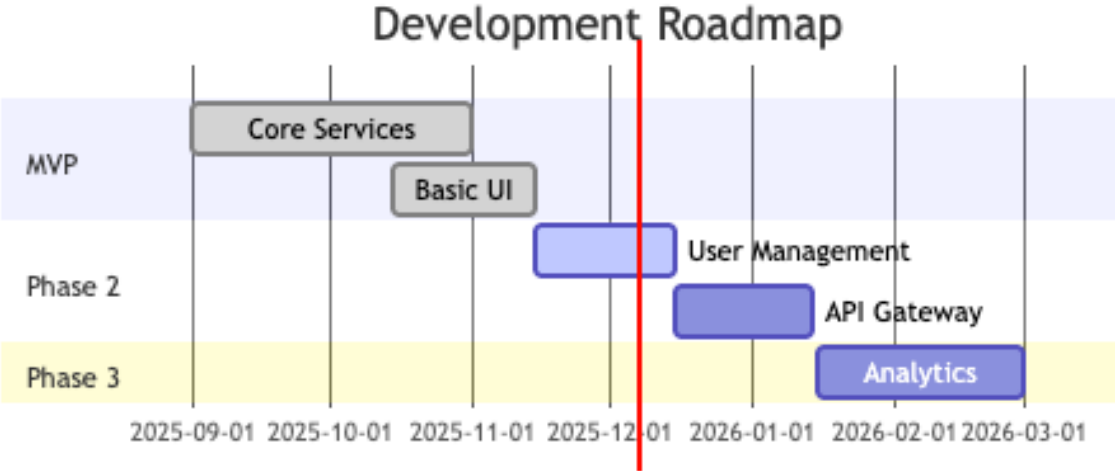 Development Roadmap
MVP
Core Services
Basic UI
Phase 2
User Management
API Gateway
Phase 3
Analytics
2025-09-01 2025-10-01 2025-11-01 2025-12-01 2026-01-01 2026-02-01 2026-03-01